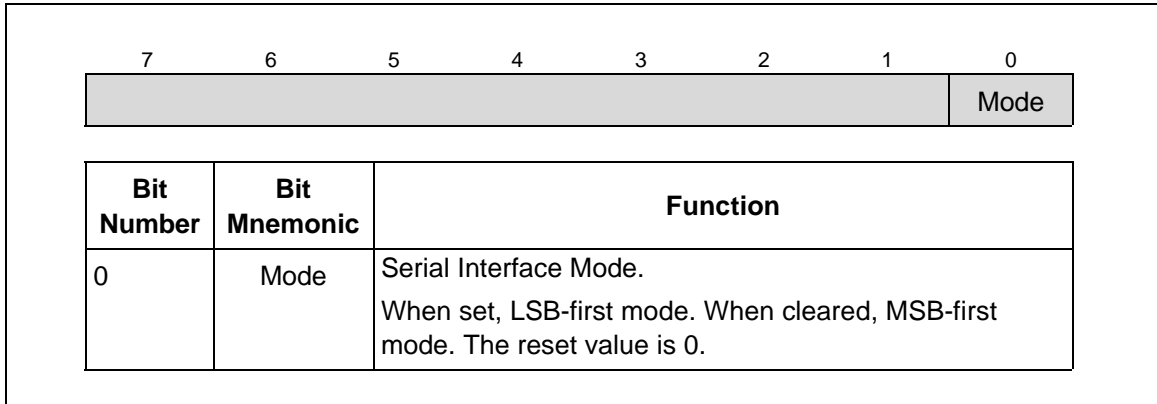 7 6 5 4 3 2 1 0
Mode
Bit Number Bit Mnemonic Function
0 Mode Serial Interface Mode.
When set, LSB-first mode. When cleared, MSB-first
mode. The reset value is 0.